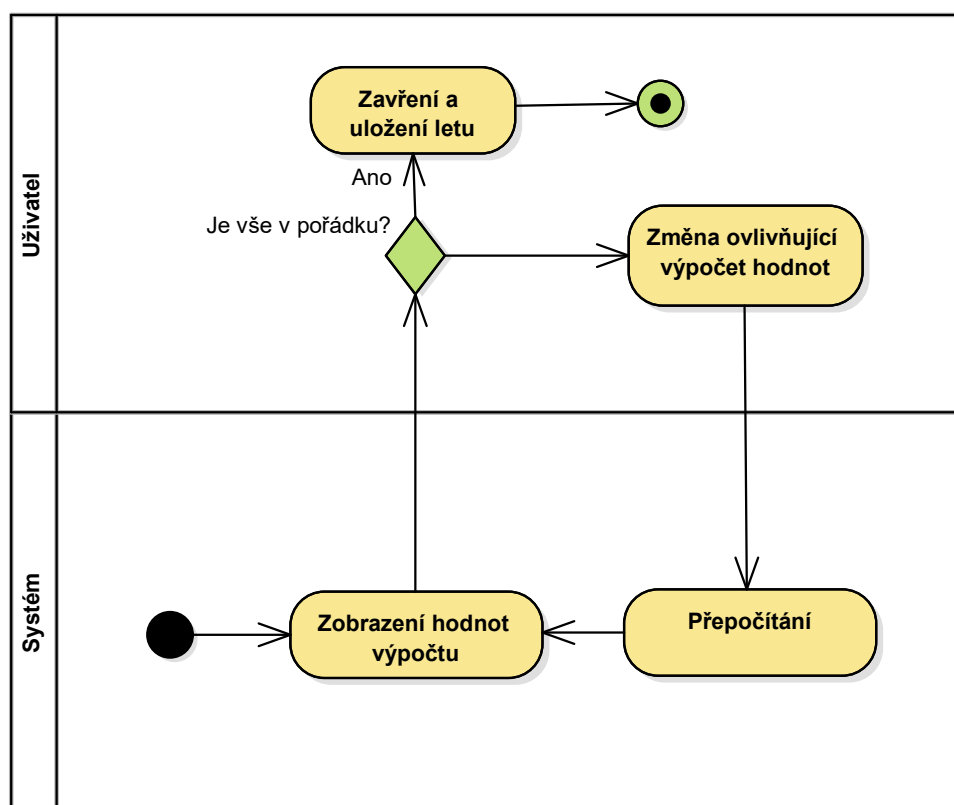 Uživatel
Zavření a
uložení letu
Ano
Je vše v pořádku?
Změna ovlivňující
výpočet hodnot
Systém
Zobrazení hodnot
výpočtu
Přepočítání